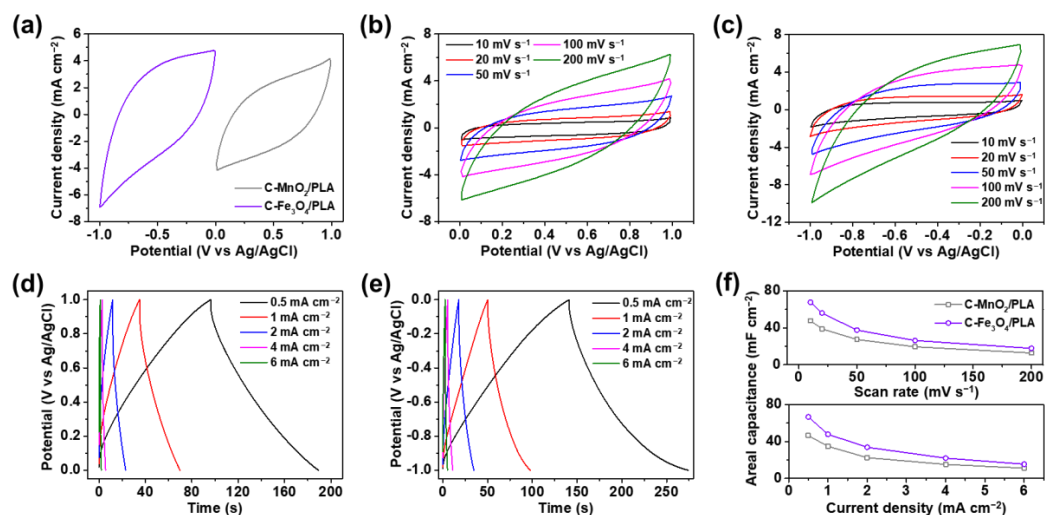 (a)
Current density (mA cm⁻²)
6
4
2
0
-2
-4
-6
-8
C-MnO₂/PLA
C-Fe₃O₄/PLA
-1.0 -0.5 0.0 0.5 1.0
Potential (V vs Ag/AgCl)
(b)
Current density (mA cm⁻²)
8
4
0
-4
-8
10 mV s⁻¹
20 mV s⁻¹
50 mV s⁻¹
100 mV s⁻¹
200 mV s⁻¹
0.0 0.2 0.4 0.6 0.8 1.0
Potential (V vs Ag/AgCl)
(c)
Current density (mA cm⁻²)
8
4
0
-4
-8
-12
10 mV s⁻¹
20 mV s⁻¹
50 mV s⁻¹
100 mV s⁻¹
200 mV s⁻¹
-1.0 -0.8 -0.6 -0.4 -0.2 0.0
Potential (V vs Ag/AgCl)
(d)
Potential (V vs Ag/AgCl)
1.0
0.8
0.6
0.4
0.2
0.0
0.5 mA cm⁻²
1 mA cm⁻²
2 mA cm⁻²
4 mA cm⁻²
6 mA cm⁻²
0 40 80 120 160 200
Time (s)
(e)
Potential (V vs Ag/AgCl)
0.0
-0.2
-0.4
-0.6
-0.8
-1.0
0.5 mA cm⁻²
1 mA cm⁻²
2 mA cm⁻²
4 mA cm⁻²
6 mA cm⁻²
0 50 100 150 200 250
Time (s)
(f)
Areal capacitance (mF cm⁻²)
80
40
0
C-MnO₂/PLA
C-Fe₃O₄/PLA
0 50 100 150 200
Scan rate (mV s⁻¹)
80
40
0
0 1 2 3 4 5 6
Current density (mA cm⁻²)